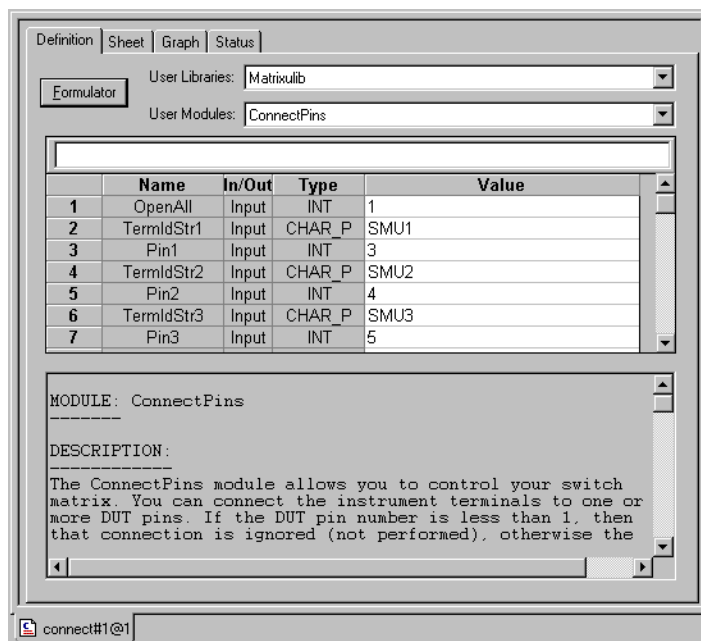 Definition Sheet Graph Status
Formulator
User Libraries: Matrixulib
User Modules: ConnectPins
Name In/Out Type Value
1 OpenAll Input INT 1
2 TermIdStr1 Input CHAR_P SMU1
3 Pin1 Input INT 3
4 TermIdStr2 Input CHAR_P SMU2
5 Pin2 Input INT 4
6 TermIdStr3 Input CHAR_P SMU3
7 Pin3 Input INT 5
MODULE: ConnectPins
-------
DESCRIPTION:
------------
The ConnectPins module allows you to control your switch
matrix. You can connect the instrument terminals to one or
more DUT pins. If the DUT pin number is less than 1, then
that connection is ignored (not performed), otherwise the
connect#1@1